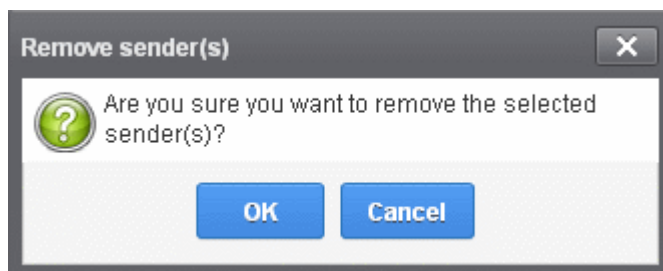 Remove sender(s)
Are you sure you want to remove the selected
sender(s)?
OK
Cancel